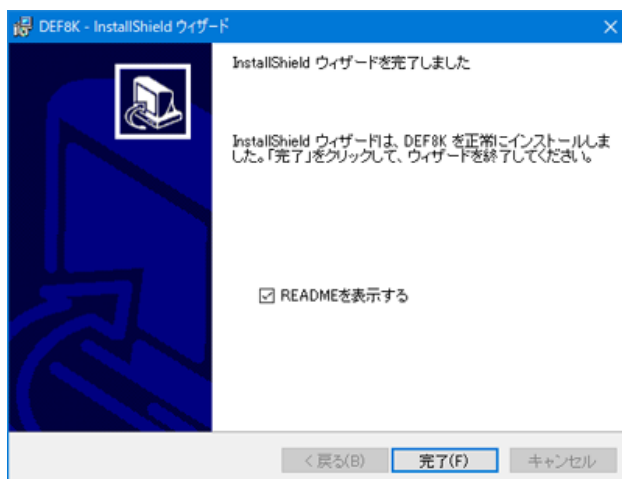 DEF8K - InstallShield ウィザード
InstallShield ウィザードを完了しました
InstallShield ウィザードは、DEF8K を正常にインストールしま
した。「完了」をクリックして、ウィザードを終了してください。
READMEを表示する
< 戻る(B)
完了(F)
キャンセル